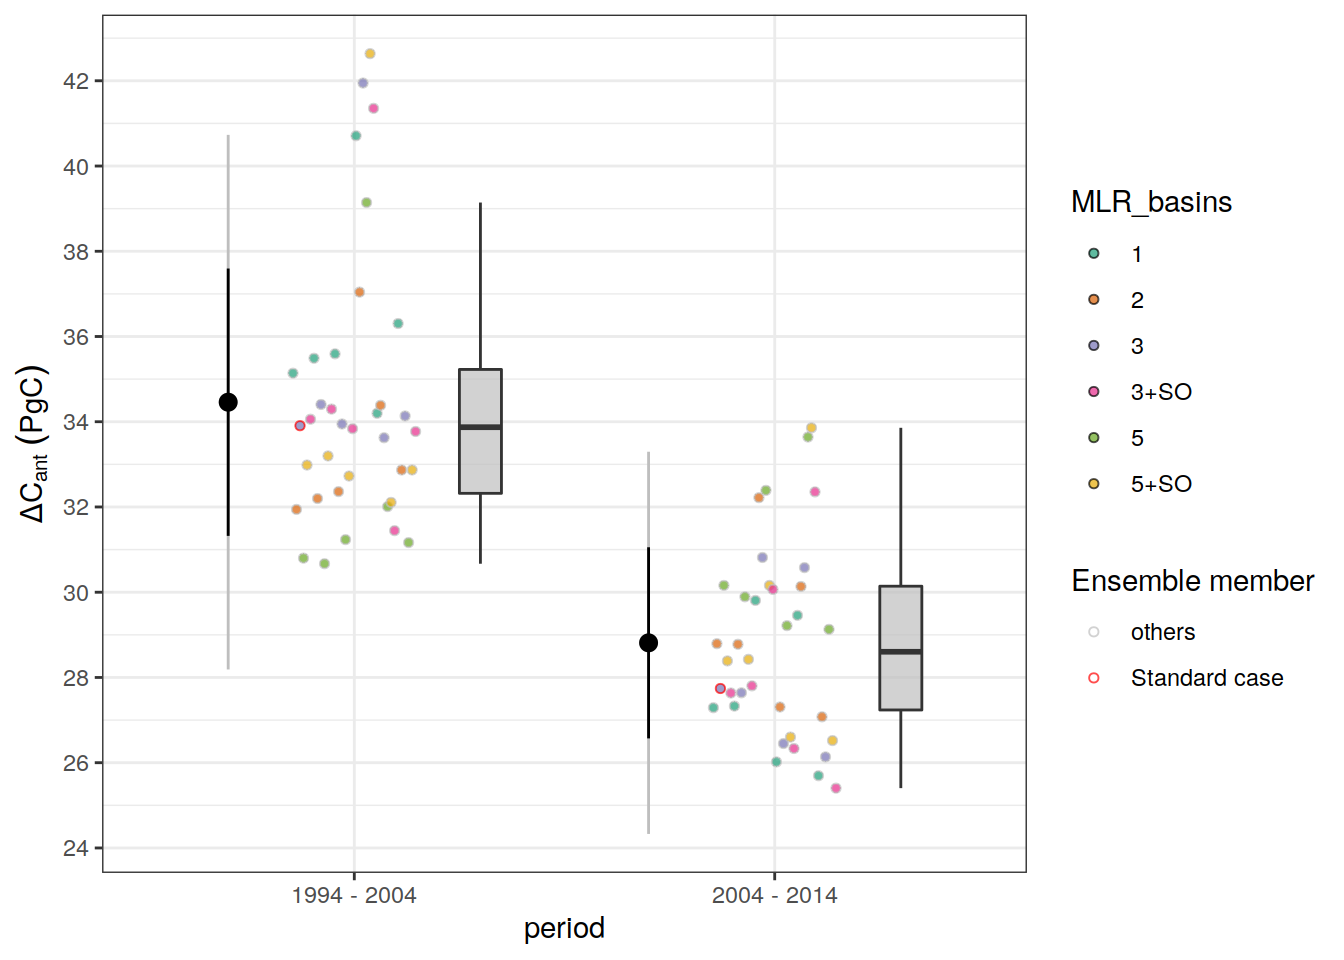 42
40
38
36
34
32
30
28
26
24
ΔCant (PgC)
1994 - 2004
2004 - 2014
period
MLR_basins
1
2
3
3+SO
5
5+SO
Ensemble member
others
Standard case